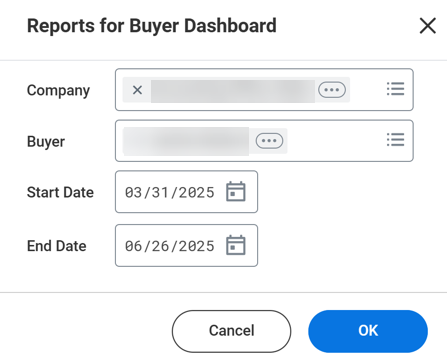 Reports for Buyer Dashboard
Company
Buyer
Start Date 03/31/2025
End Date 06/26/2025
Cancel OK